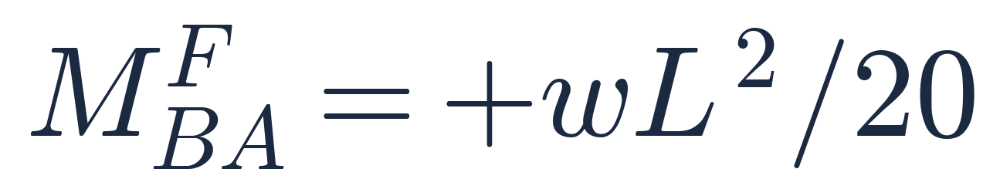 $M_{BA}^{F} = +wL^{2}/20$